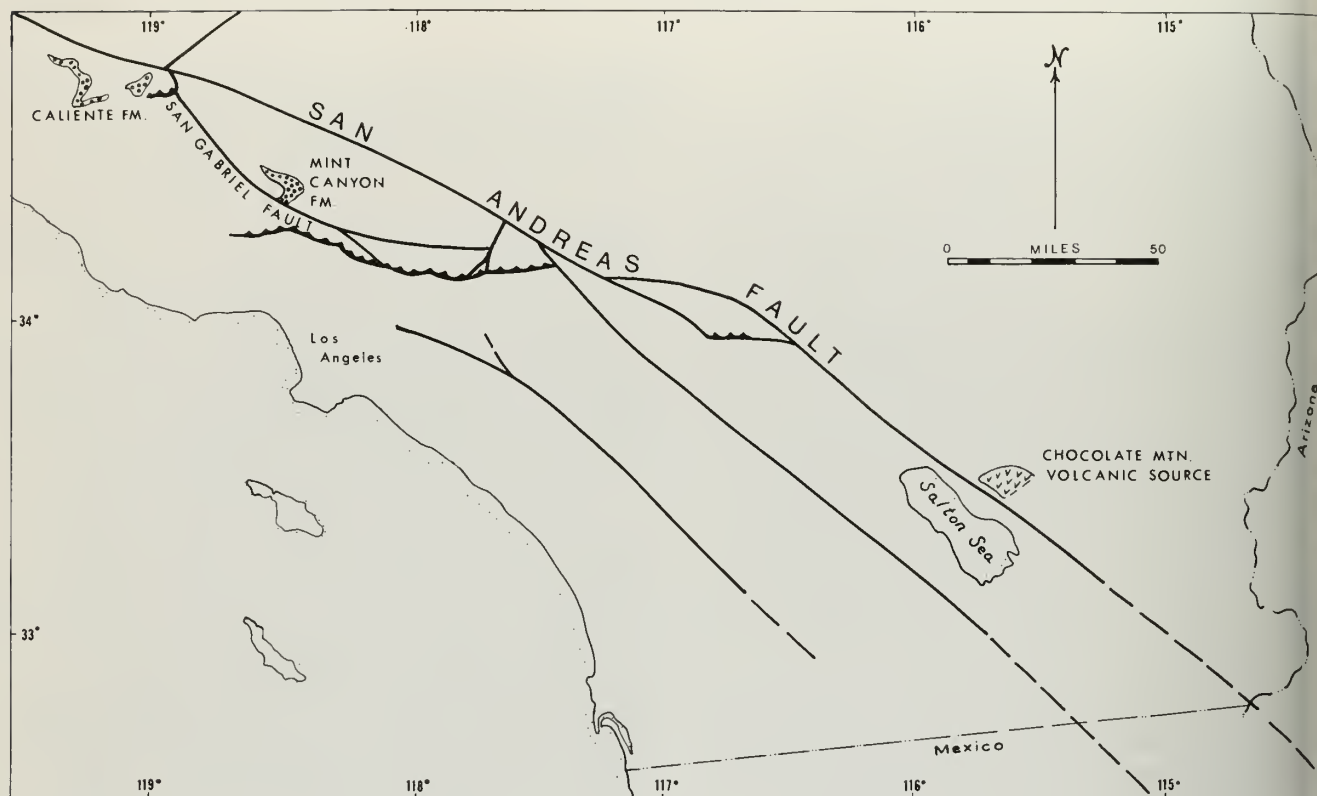 119°
118°
117°
116°
115°
N
CALIENTE FM.
SAN GABRIEL FAULT
MINT
CANYON
FM.
SAN ANDREAS FAULT
0 MILES 50
34°
Los
Angeles
Arizona
CHOCOLATE MTN.
VOLCANIC SOURCE
Salton Sea
33°
Mexico
119°
118°
117°
116°
115°